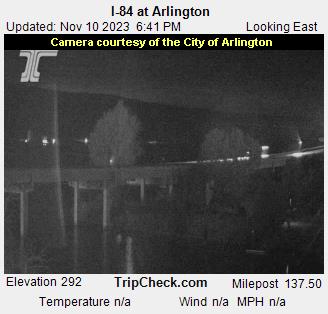 I-84 at Arlington
Updated: Nov 10 2023 6:41 PM Looking East
Camera courtesy of the City of Arlington
Elevation 292 TripCheck.com Milepost 137.50
Temperature n/a Wind n/a MPH n/a